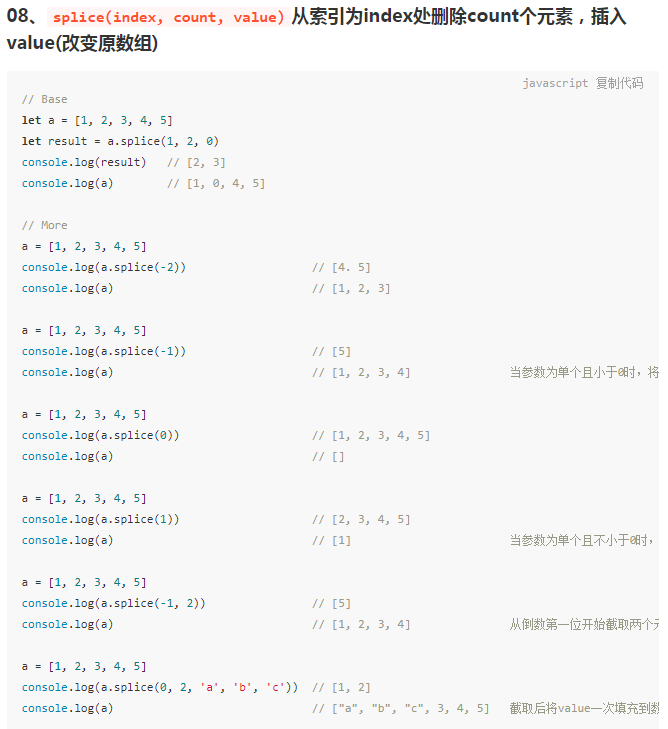 08、 splice(index, count, value) 从索引为index处删除count个元素，插入
value(改变原数组)
javascript 复制代码
// Base
let a = [1, 2, 3, 4, 5]
let result = a.splice(1, 2, 0)
console.log(result)   // [2, 3]
console.log(a)        // [1, 0, 4, 5]
// More
a = [1, 2, 3, 4, 5]
console.log(a.splice(-2))                   // [4. 5]
console.log(a)                              // [1, 2, 3]
a = [1, 2, 3, 4, 5]
console.log(a.splice(-1))                   // [5]
console.log(a)                              // [1, 2, 3, 4]               当参数为单个且小于0时，将
a = [1, 2, 3, 4, 5]
console.log(a.splice(0))                    // [1, 2, 3, 4, 5]
console.log(a)                              // []
a = [1, 2, 3, 4, 5]
console.log(a.splice(1))                    // [2, 3, 4, 5]
console.log(a)                              // [1]                        当参数为单个且不小于0时，
a = [1, 2, 3, 4, 5]
console.log(a.splice(-1, 2))                // [5]
console.log(a)                              // [1, 2, 3, 4]               从倒数第一位开始截取两个元
a = [1, 2, 3, 4, 5]
console.log(a.splice(0, 2, 'a', 'b', 'c'))  // [1, 2]
console.log(a)                              // ["a", "b", "c", 3, 4, 5]   截取后将value一次填充到数